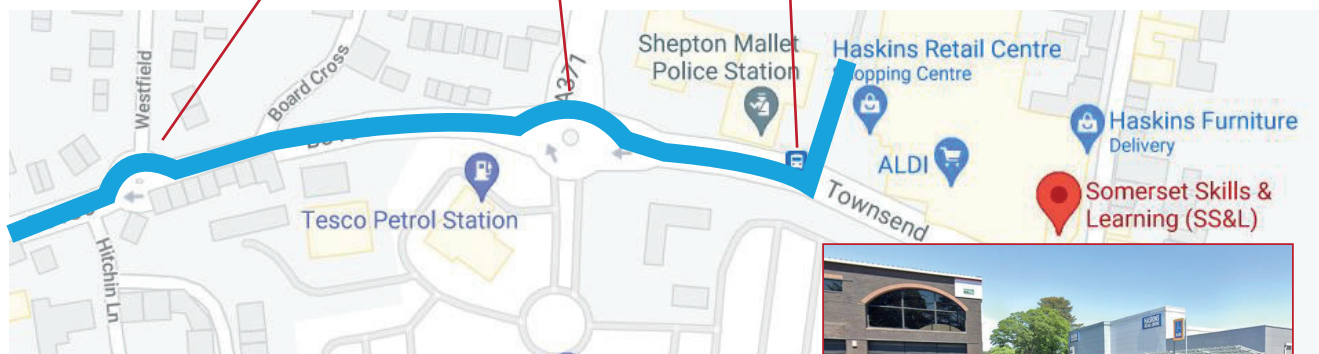 Westfield
Board Cross
A371
Shepton Mallet
Police Station
Haskins Retail Centre
Shopping Centre
Haskins Furniture
Delivery
ALDI
Somerset Skills &
Learning (SS&L)
Townsend
Tesco Petrol Station
Hitchin Ln
HASKINS